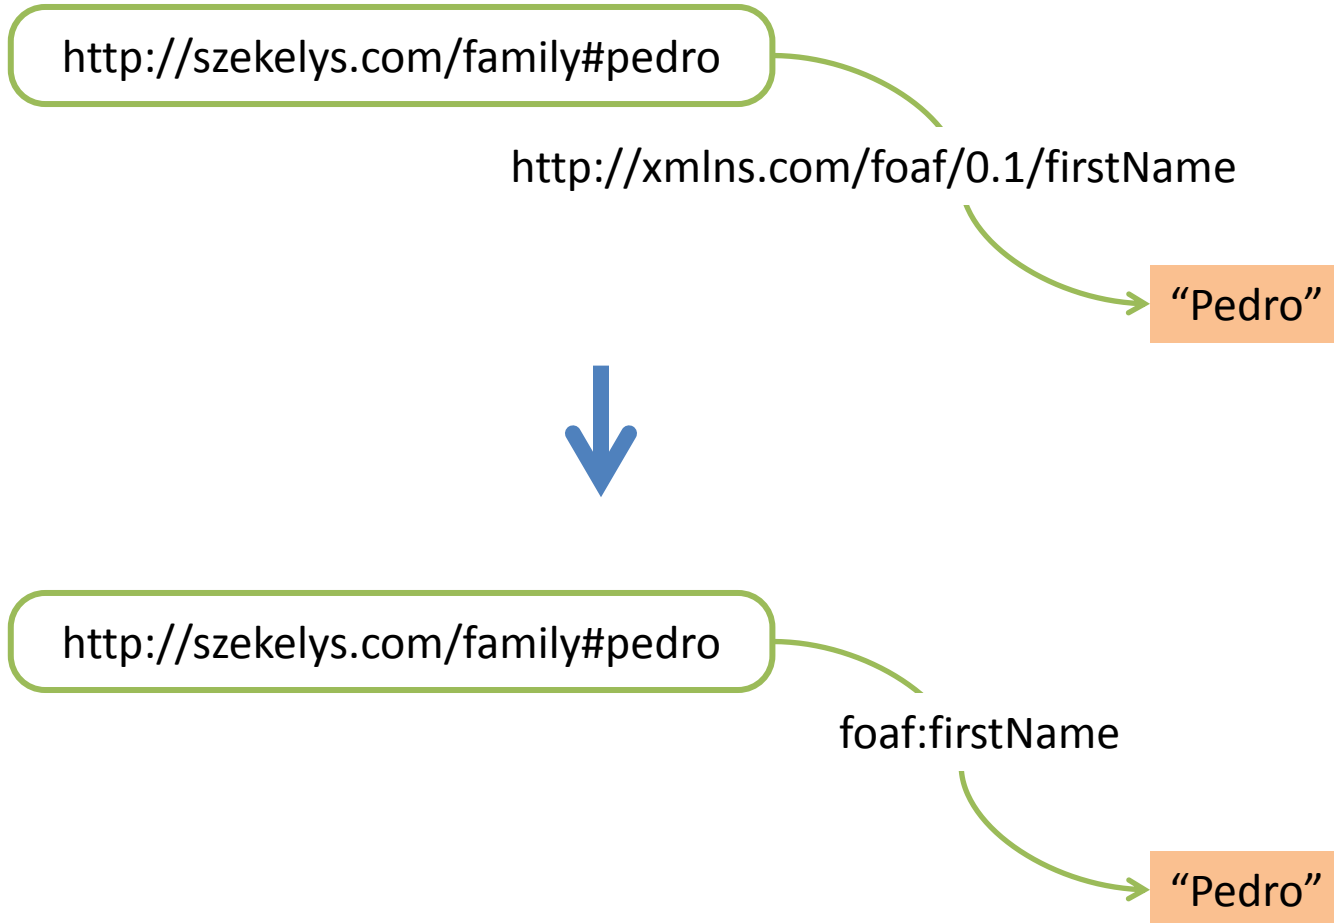 http://szekelys.com/family#pedro
http://xmlns.com/foaf/0.1/firstName
“Pedro”
http://szekelys.com/family#pedro
foaf:firstName
“Pedro”